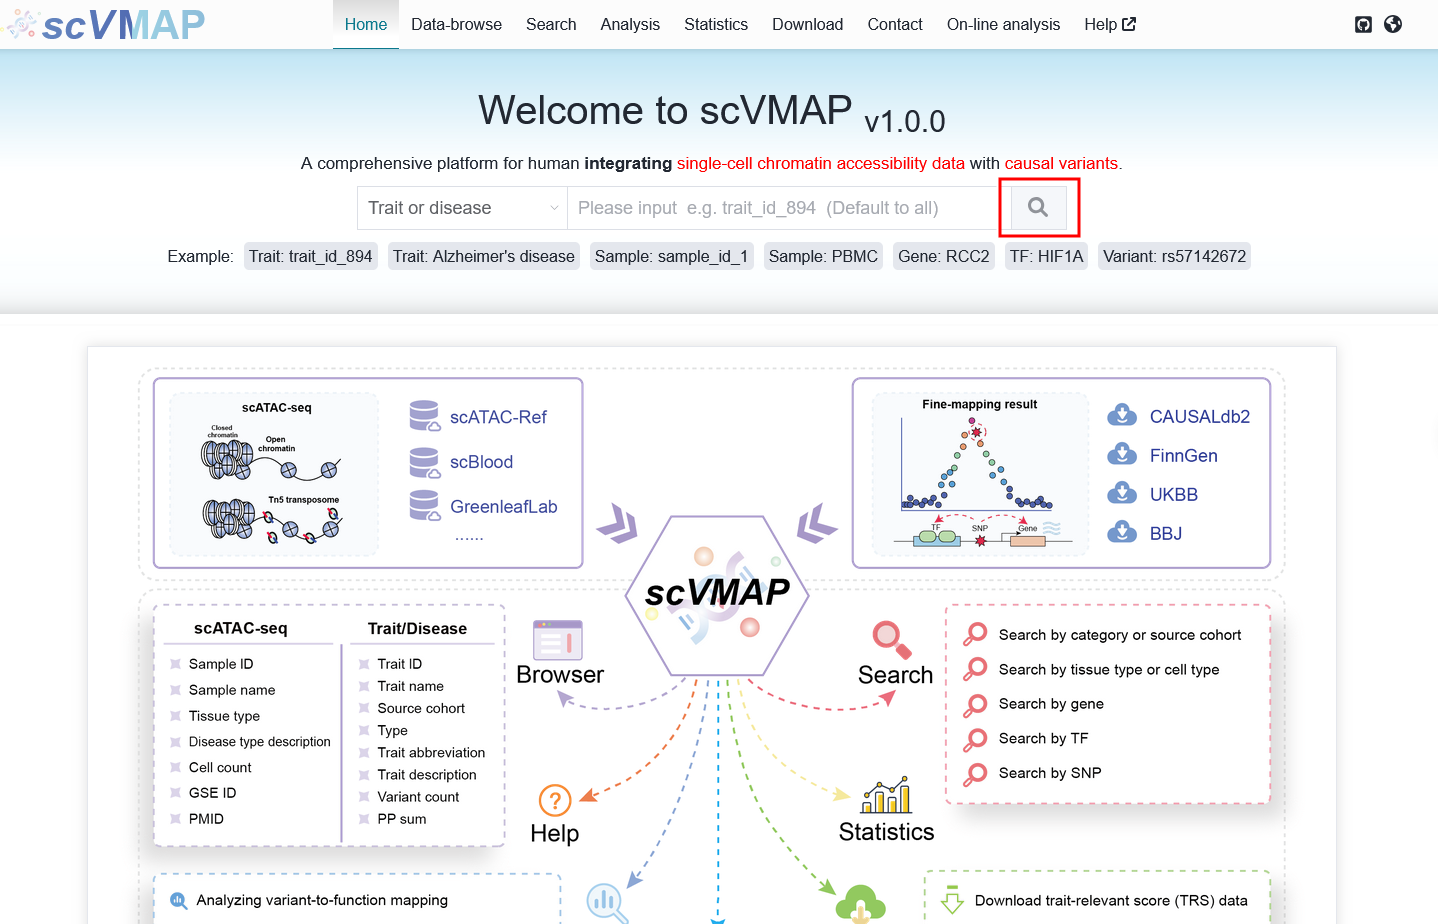 scVMAP
Home Data-browse Search Analysis Statistics Download Contact On-line analysis Help
Welcome to scVMAP v1.0.0
A comprehensive platform for human integrating single-cell chromatin accessibility data with causal variants.
Trait or disease Please input e.g. trait_id_894 (Default to all)
Example: Trait: trait_id_894 Trait: Alzheimer's disease Sample: sample_id_1 Sample: PBMC Gene: RCC2 TF: HIF1A Variant: rs57142672
scATAC-seq
Closed
chromatin
Open
chromatin
Tn5 transposome
scATAC-Ref
scBlood
GreenleafLab
......
Fine-mapping result
TF SNP Gene
CAUSALdb2
FinnGen
UKBB
BBJ
scVMAP
scATAC-seq
Sample ID
Sample name
Tissue type
Disease type description
Cell count
GSE ID
PMID
Trait/Disease
Trait ID
Trait name
Source cohort
Type
Trait abbreviation
Trait description
Variant count
PP sum
Browser
Search
Search by category or source cohort
Search by tissue type or cell type
Search by gene
Search by TF
Search by SNP
?
Help
Statistics
Analyzing variant-to-function mapping
Download trait-relevant score (TRS) data